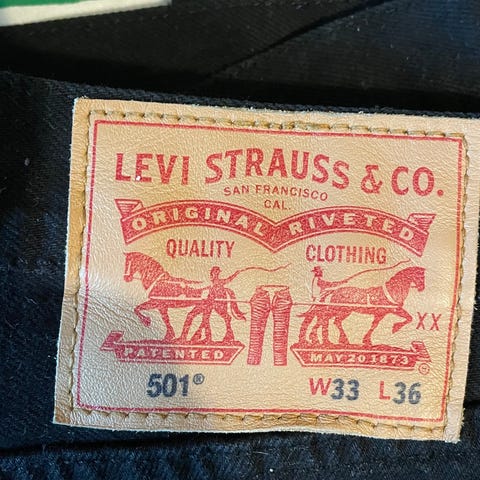 LEVI STRAUSS & CO.
SAN FRANCISCO
CAL.
ORIGINAL RIVETED
QUALITY CLOTHING
XX
PATENTED MAY 20 1873 ®
501® W33 L36